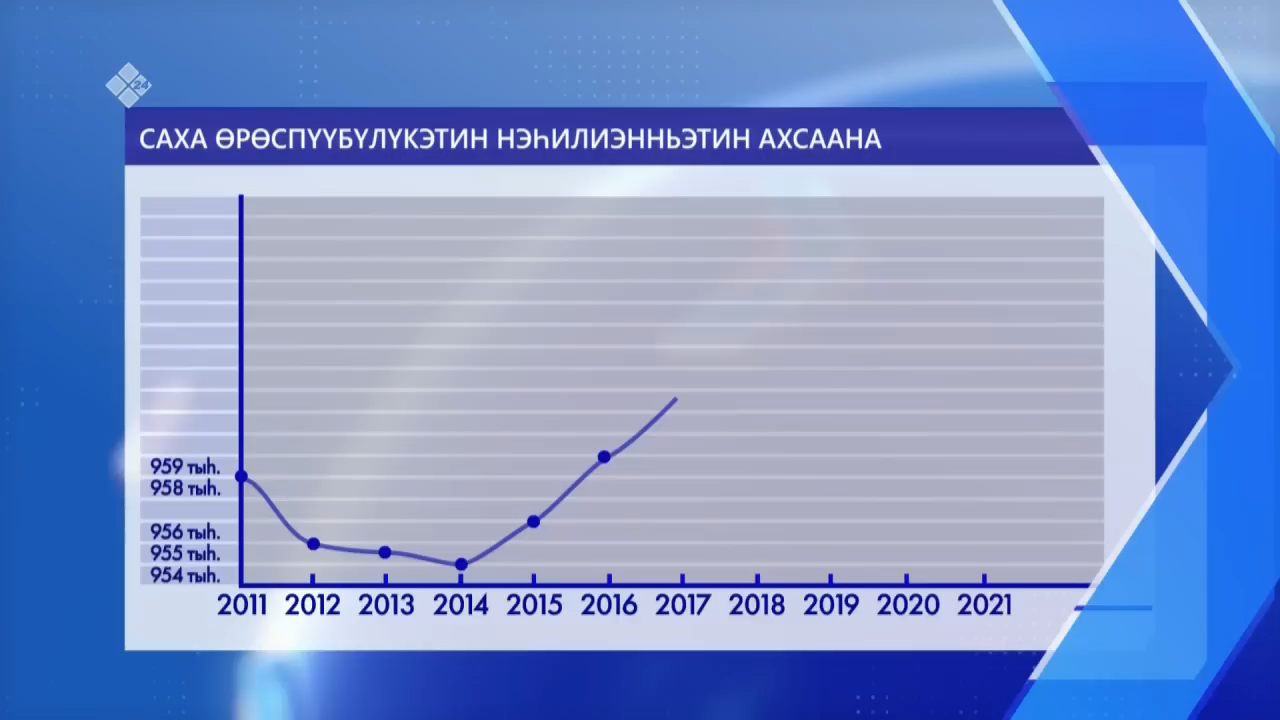 24
САХА ӨРӨСПҮҮБҮЛҮКЭТИН НЭҺИЛИЭННЬЭТИН АХСААНА
959 тыһ.
958 тыһ.
956 тыһ.
955 тыһ.
954 тыһ.
2011 2012 2013 2014 2015 2016 2017 2018 2019 2020 2021